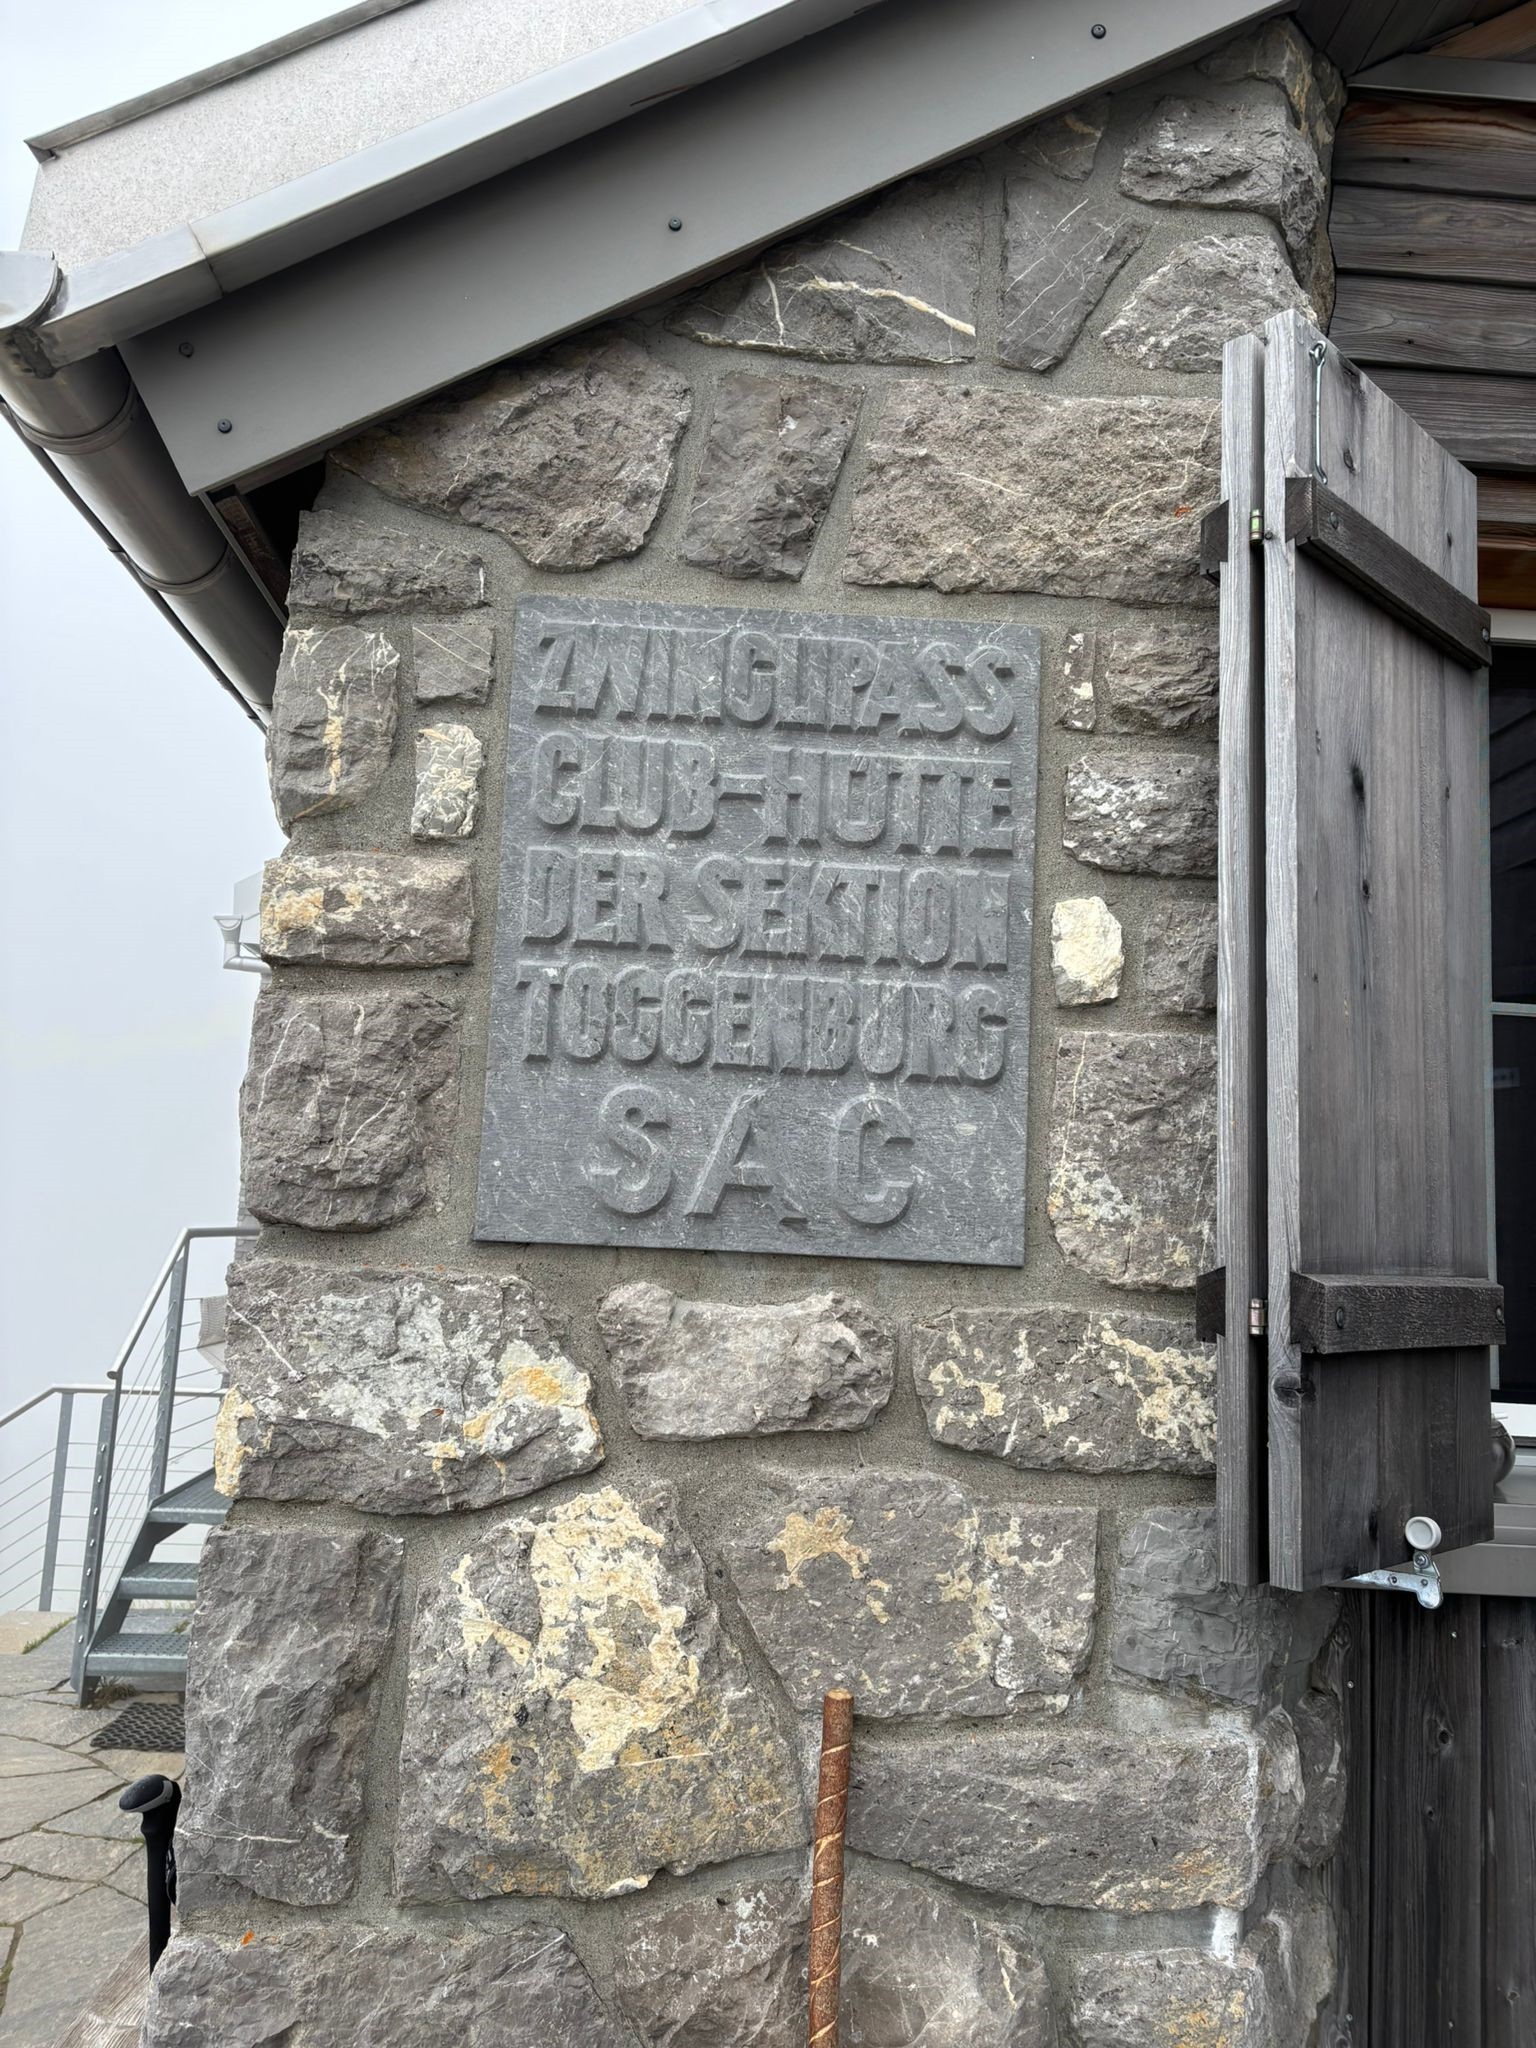 ZWINGLIPASS
CLUB-HÜTTE
DER SEKTION
TOGGENBURG
SAC